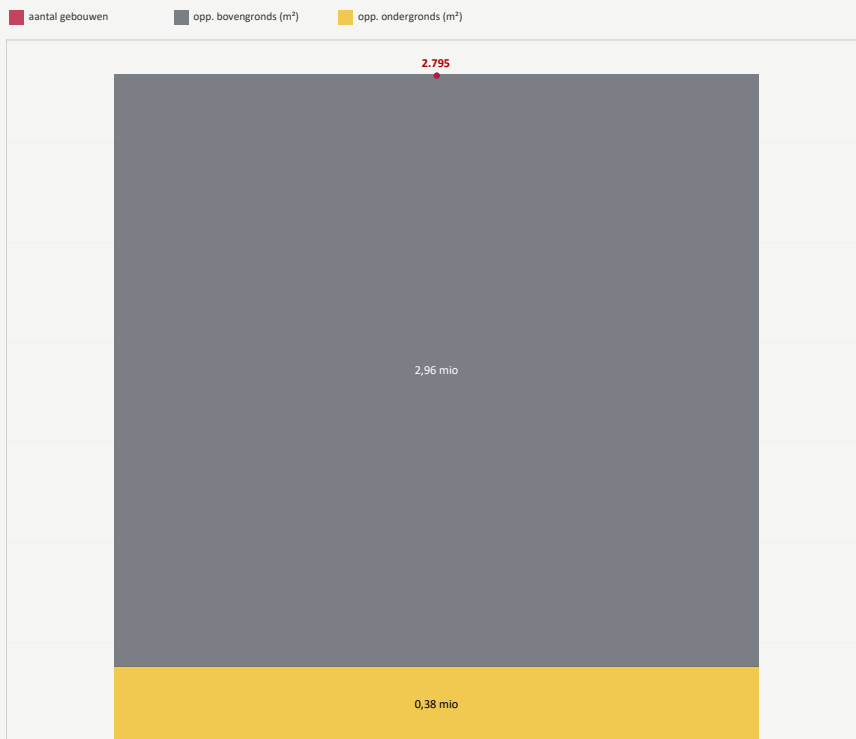 aantal gebouwen opp. bovengronds (m²) opp. ondergronds (m²)
2.795
2,96 mio
0,38 mio